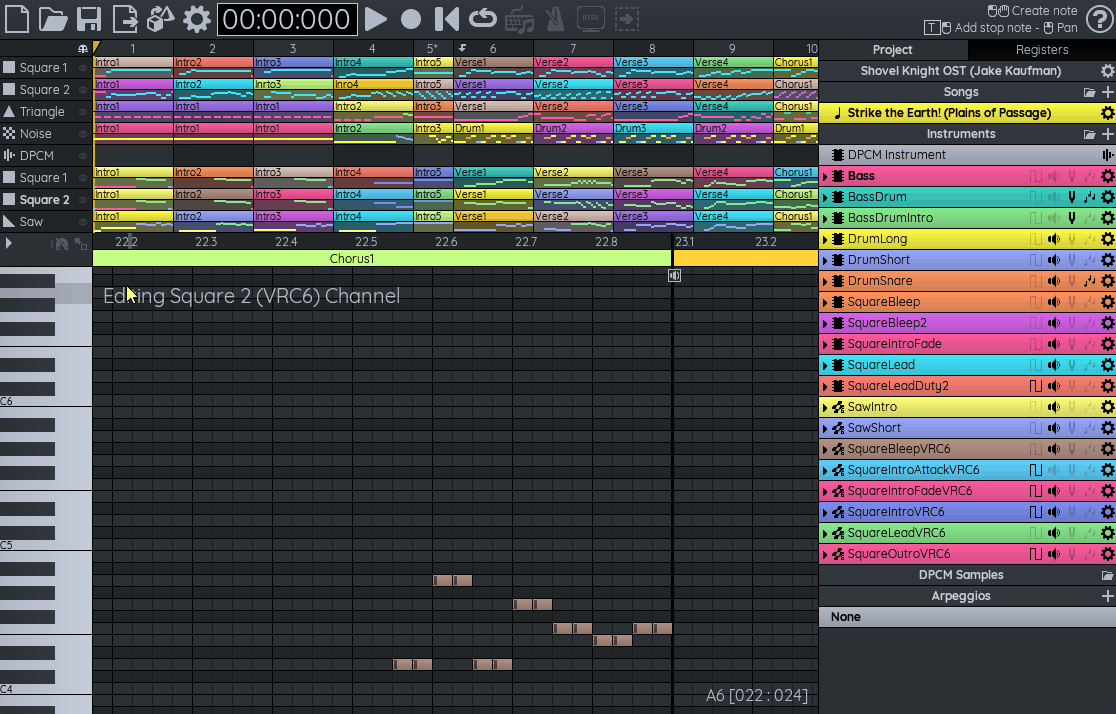 00:00:000
DTSC
Create note
T Add stop note - Pan
1 2 3 4 5* 6 7 8 9 10
Square 1
Intro1 Intro2 Intro3 Intro4 Intro5 Verse1 Verse2 Verse3 Verse4 Chorus1
Square 2
Intro1 Intro2 Intro3 Intro4 Intro5 Verse1 Verse2 Verse3 Verse4 Chorus1
Triangle
Intro1 Intro1 Intro1 Intro2 Intro3 Verse1 Verse2 Verse3 Verse4 Chorus1
Noise
Intro1 Intro1 Intro1 Intro2 Intro3 Drum1 Drum2 Drum3 Drum2 Drum1
DPCM
Square 1
Intro1 Intro2 Intro3 Intro4 Intro5 Verse1 Verse2 Verse3 Verse4 Chorus1
Square 2
Intro1 Intro2 Intro3 Intro4 Intro5 Verse1 Verse2 Verse3 Verse4 Chorus1
Saw
Intro1 Intro2 Intro3 Intro4 Intro5 Verse1 Verse2 Verse3 Verse4 Chorus1
22.2 22.3 22.4 22.5 22.6 22.7 22.8 23.1 23.2
Chorus1
Editing Square 2 (VRC6) Channel
C6
C5
C4
A6 [022 : 024]
Project Registers
Shovel Knight OST (Jake Kaufman)
Songs
Strike the Earth! (Plains of Passage)
Instruments
DPCM Instrument
Bass
BassDrum
BassDrumIntro
DrumLong
DrumShort
DrumSnare
SquareBleep
SquareBleep2
SquareIntroFade
SquareLead
SquareLeadDuty2
SawIntro
SawShort
SquareBleepVRC6
SquareIntroAttackVRC6
SquareIntroFadeVRC6
SquareIntroVRC6
SquareLeadVRC6
SquareOutroVRC6
DPCM Samples
Arpeggios
None